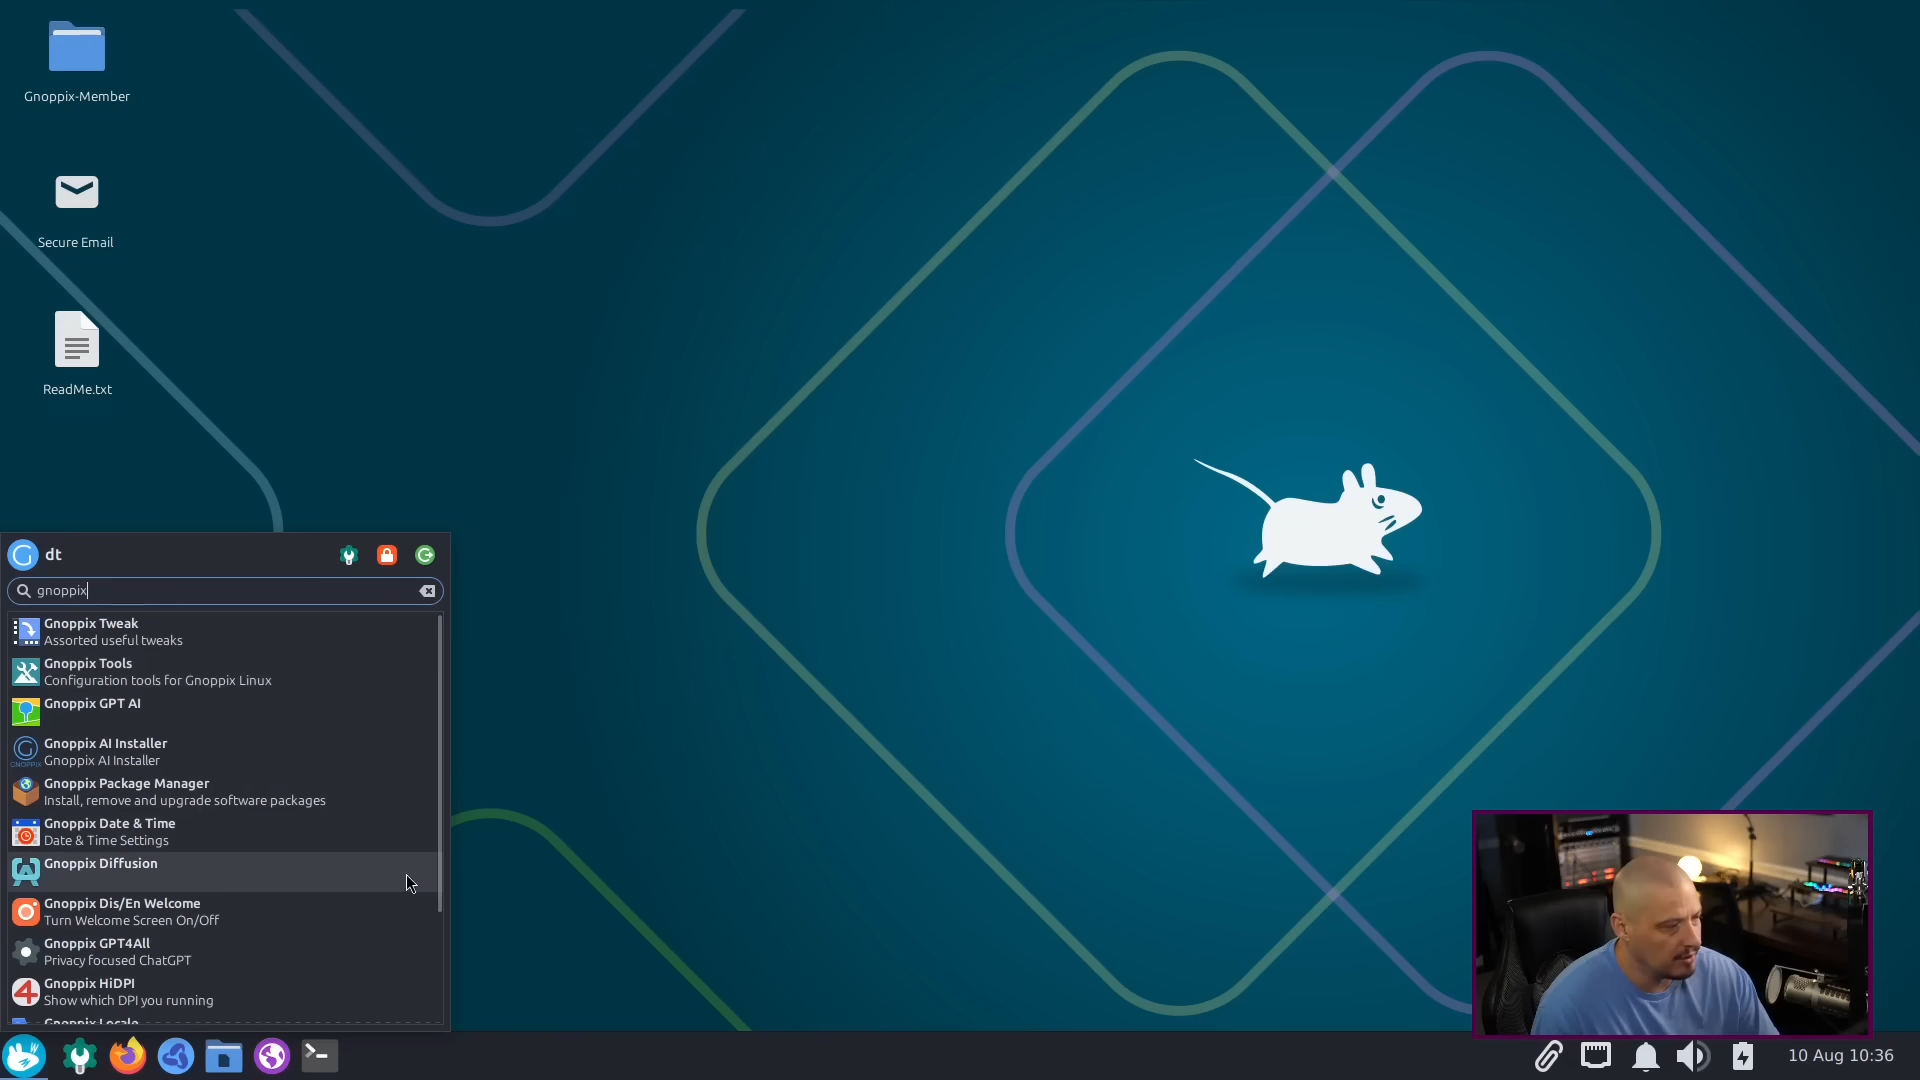 Gnoppix-Member
Secure Email
ReadMe.txt
dt
gnoppix
Gnoppix Tweak
Assorted useful tweaks
Gnoppix Tools
Configuration tools for Gnoppix Linux
Gnoppix GPT AI
Gnoppix AI Installer
Gnoppix AI Installer
Gnoppix Package Manager
Install, remove and upgrade software packages
Gnoppix Date & Time
Date & Time Settings
Gnoppix Diffusion
Gnoppix Dis/En Welcome
Turn Welcome Screen On/Off
Gnoppix GPT4All
Privacy focused ChatGPT
Gnoppix HiDPI
Show which DPI you running
Gnoppix Locale
10 Aug 10:36